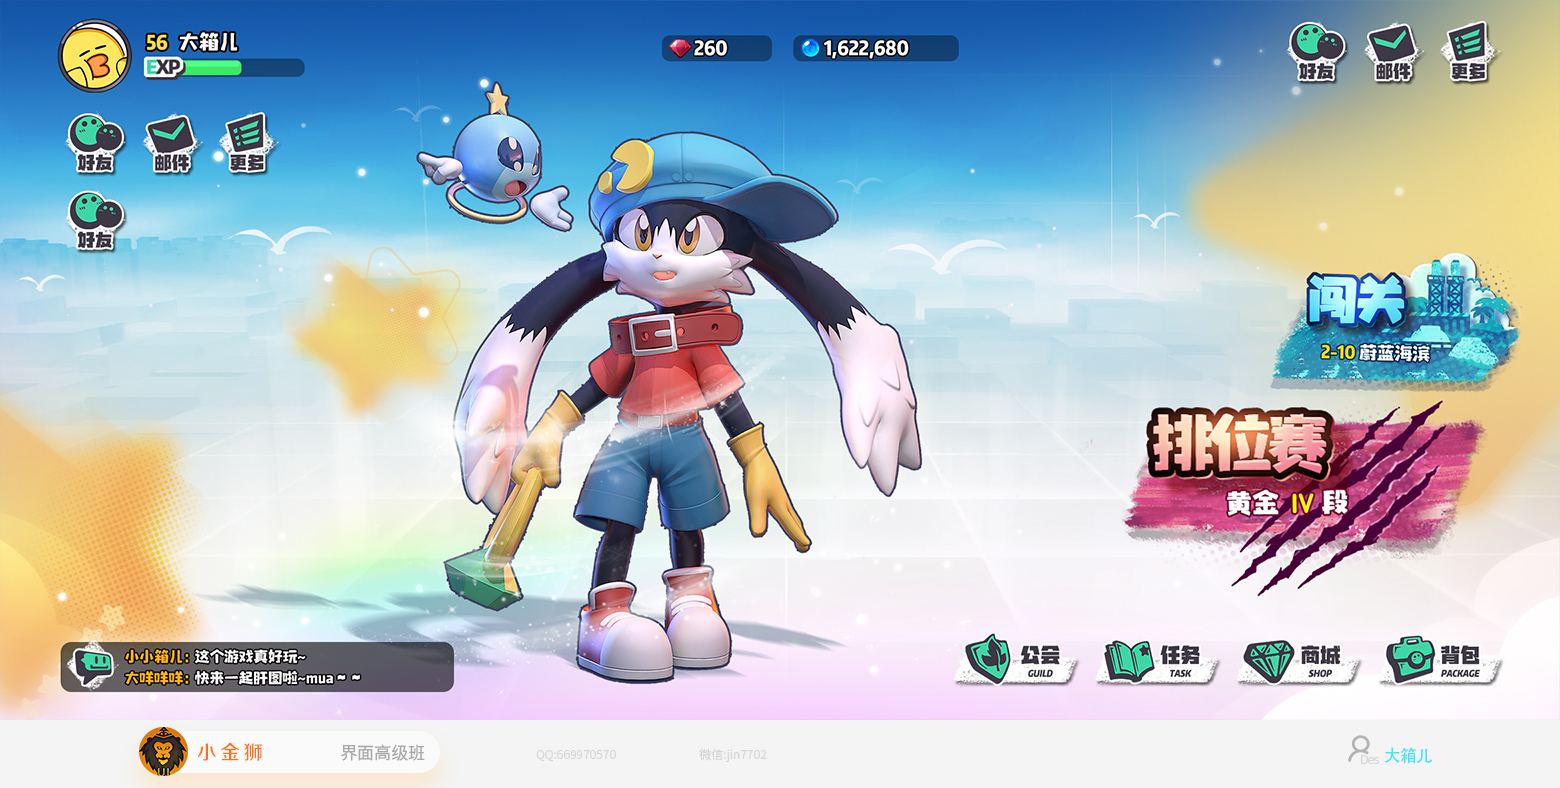 56 大箱儿
EXP
260
1,622,680
好友
邮件
更多
好友
邮件
更多
好友
闯关
2-10 蔚蓝海滨
排位赛
黄金 IV 段
小小箱儿: 这个游戏真好玩~
大咩咩咩: 快来一起肝图啦~mua~ ~
公会
GUILD
任务
TASK
商城
SHOP
背包
PACKAGE
小金狮
UI
界面高级班
QQ:669970570
微信:jin7702
Des 大箱儿